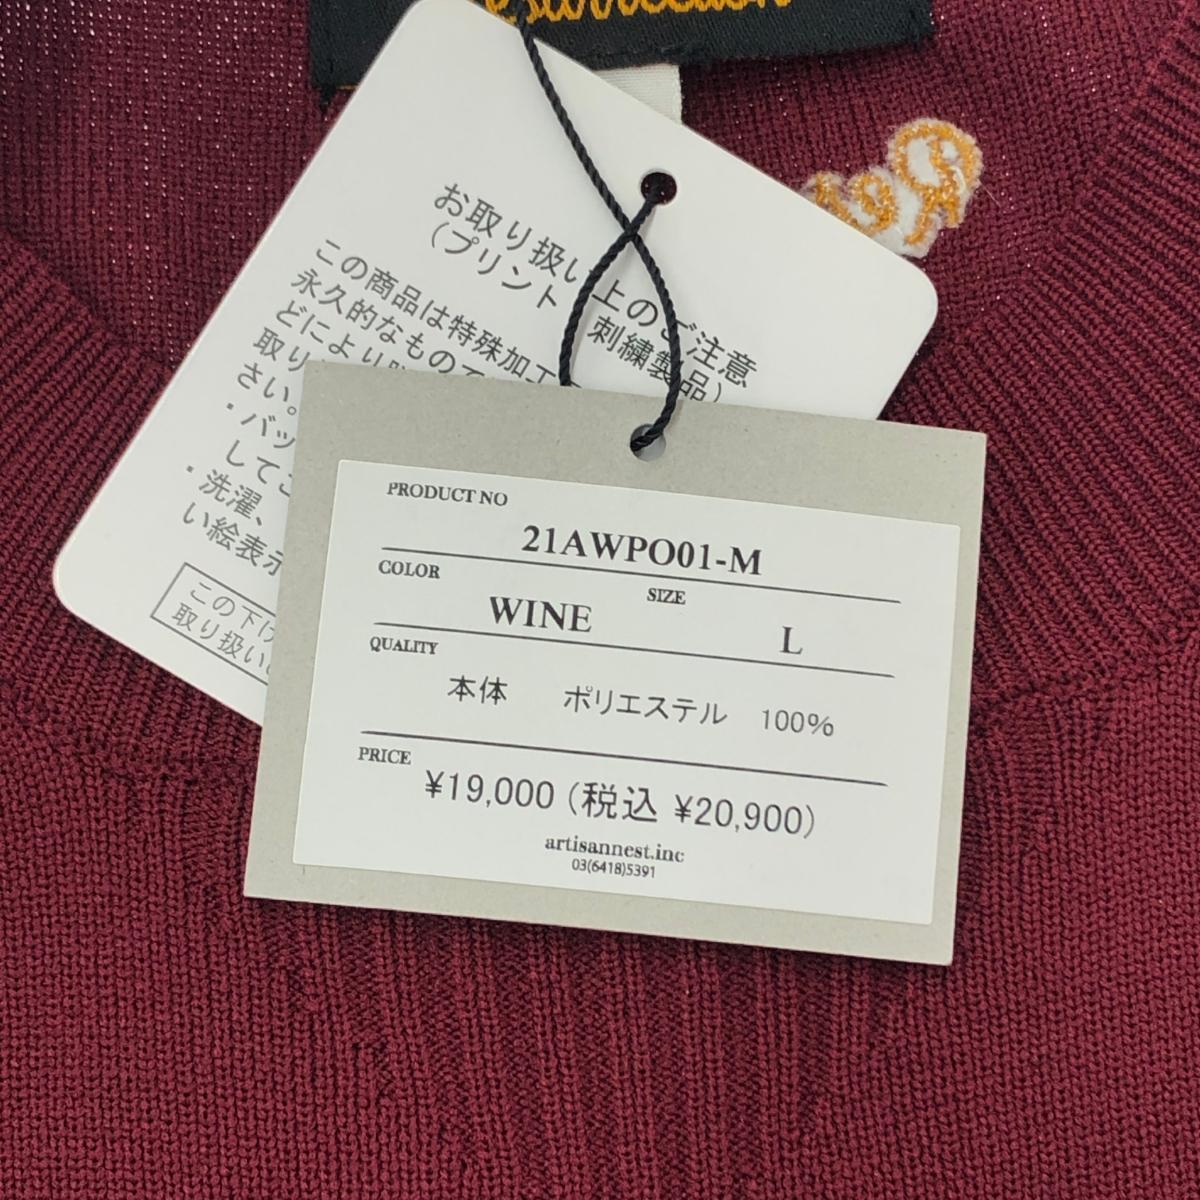 お取り扱い上のご注意
（プリント 刺繍製品）
この商品は特殊加工
永久的なもので
どにより
取り
さい。
・バッ
してこ
・洗濯、
い絵表示
この下げ
取り扱い
PRODUCT NO
21AWPO01-M
COLOR
SIZE
WINE
L
QUALITY
本体 ポリエステル 100%
PRICE
¥19,000 (税込 ¥20,900)
artisannest.inc
03(6418)5391